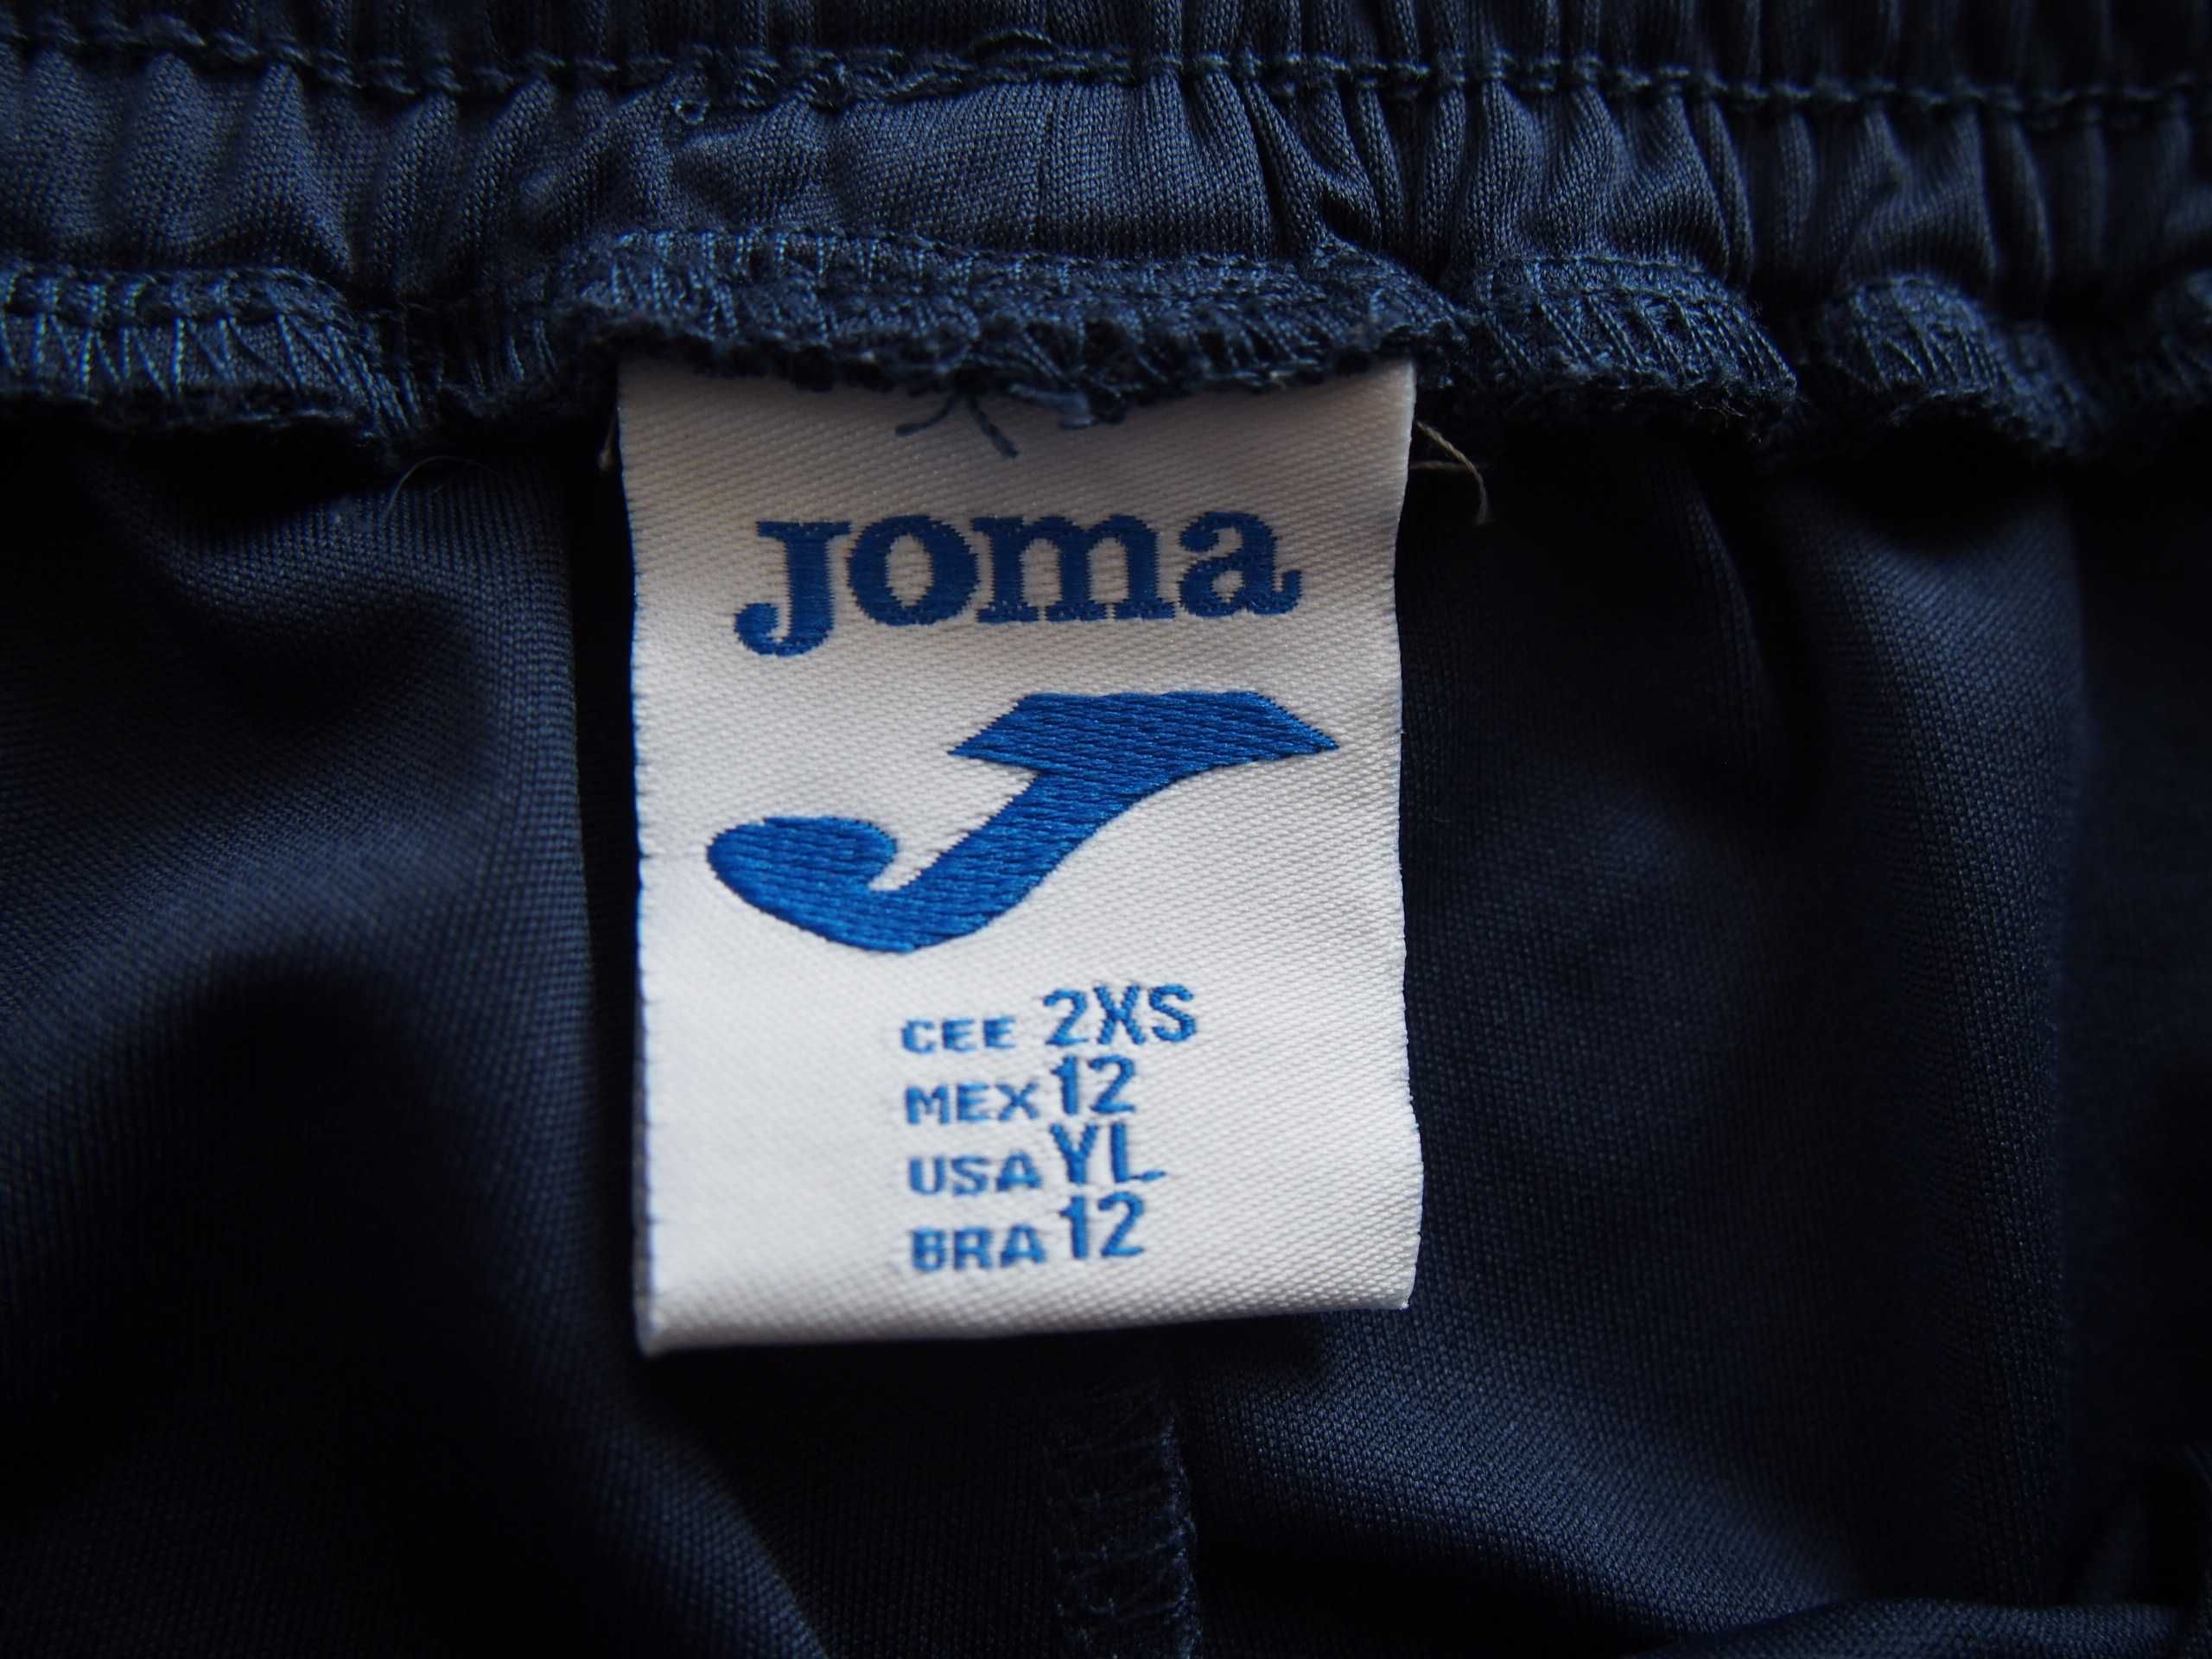 Joma
CEE 2XS
MEX 12
USA YL
BRA 12